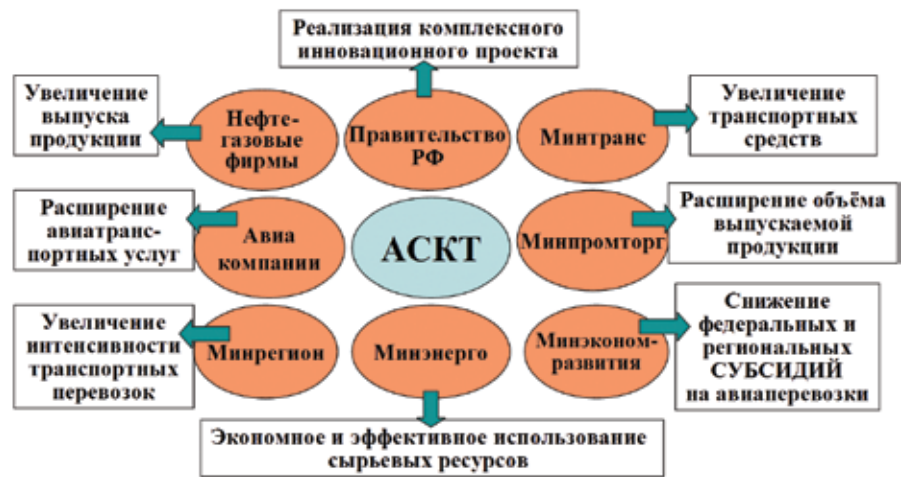 Реализация комплексного
инновационного проекта
Увеличение
выпуска
продукции
Нефте-
газовые
фирмы
Правительство
РФ
Минтранс
Увеличение
транспортных
средств
Расширение
авиатранс-
портных услуг
Авиа
компании
АСКТ
Минпромторг
Расширение объёма
выпускаемой
продукции
Увеличение
интенсивности
транспортных
перевозок
Минрегион
Минэнерго
Минэконом-
развития
Снижение
федеральных и
региональных
СУБСИДИЙ
на авиаперевозки
Экономное и эффективное использование
сырьевых ресурсов